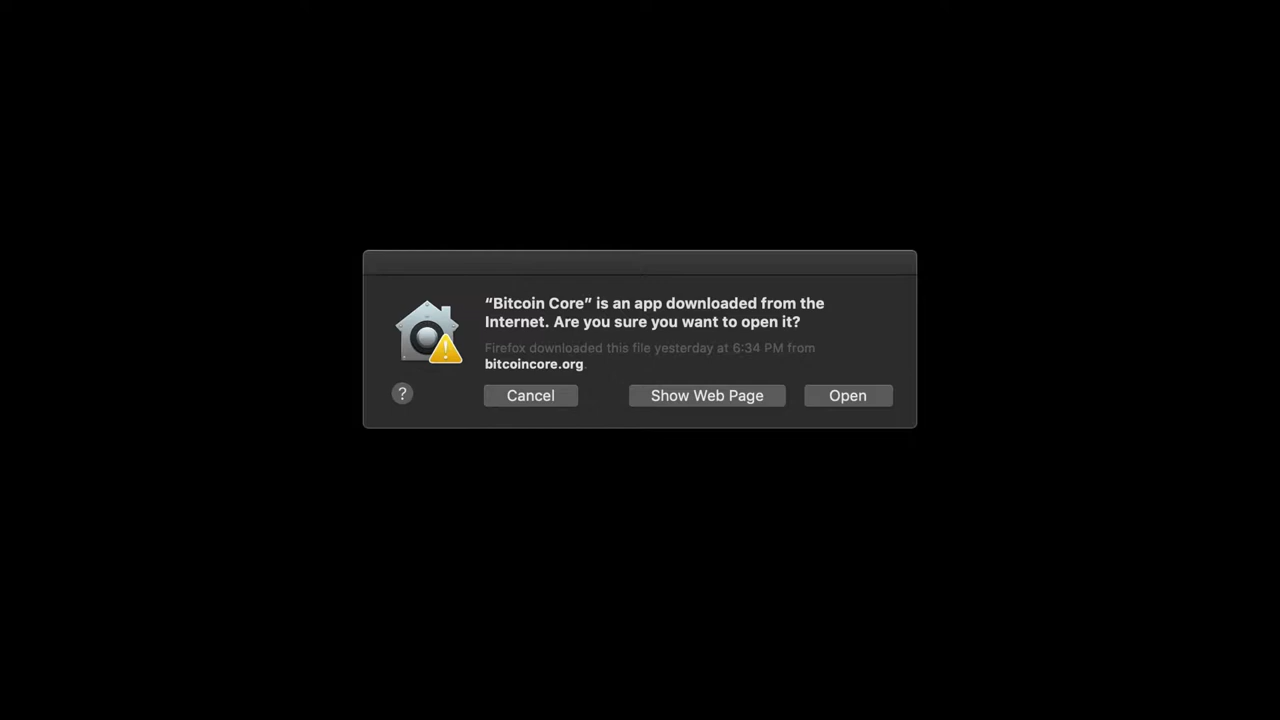 “Bitcoin Core” is an app downloaded from the
Internet. Are you sure you want to open it?
Firefox downloaded this file yesterday at 6:34 PM from
bitcoincore.org.
?
Cancel
Show Web Page
Open